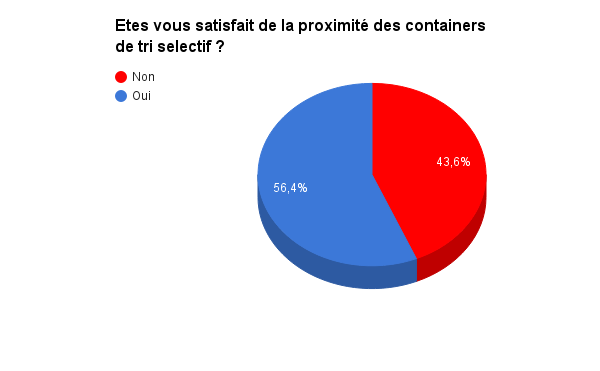 Etes vous satisfait de la proximité des containers
de tri selectif ?
Non
Oui
43,6%
56,4%